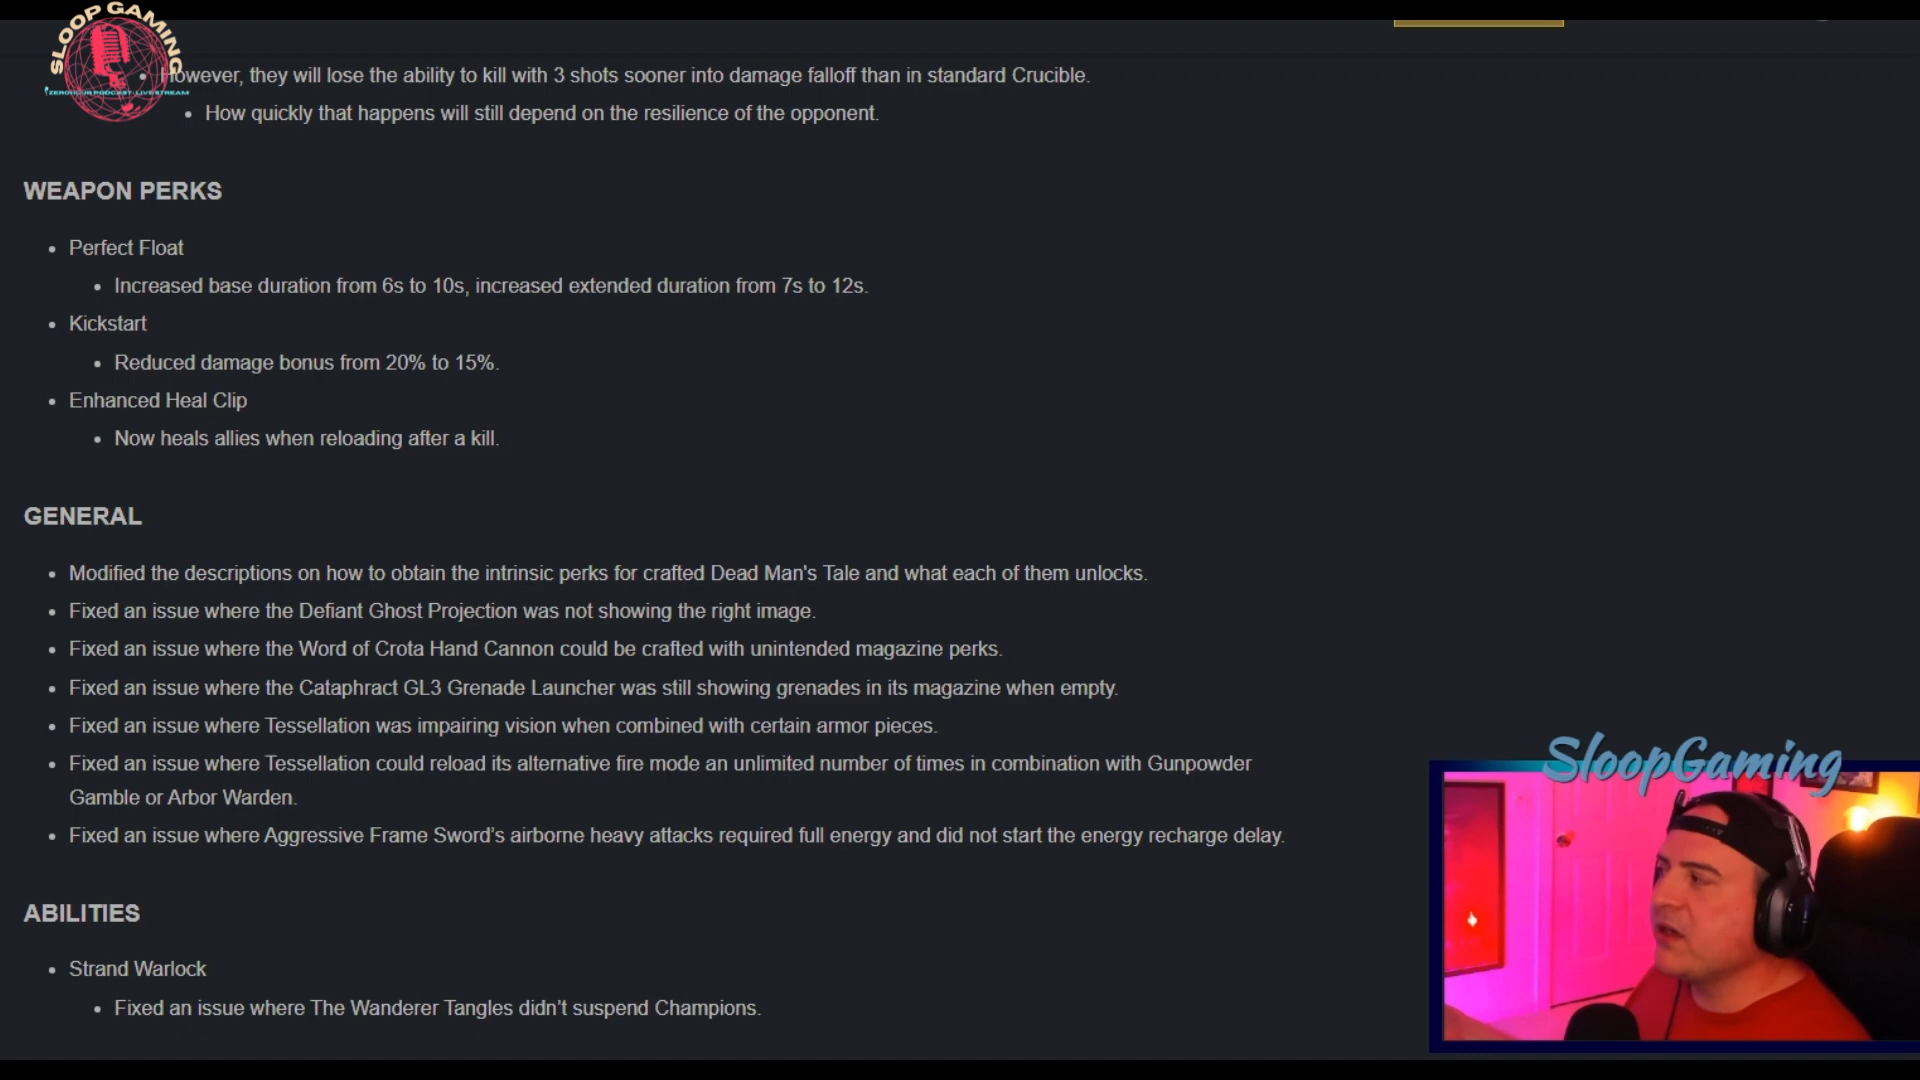 SLOOP GAMING
However, they will lose the ability to kill with 3 shots sooner into damage falloff than in standard Crucible.
PODCAST-LIVESTREAM
How quickly that happens will still depend on the resilience of the opponent.
WEAPON PERKS
Perfect Float
Increased base duration from 6s to 10s, increased extended duration from 7s to 12s.
Kickstart
Reduced damage bonus from 20% to 15%.
Enhanced Heal Clip
Now heals allies when reloading after a kill.
GENERAL
Modified the descriptions on how to obtain the intrinsic perks for crafted Dead Man's Tale and what each of them unlocks.
Fixed an issue where the Defiant Ghost Projection was not showing the right image.
Fixed an issue where the Word of Crota Hand Cannon could be crafted with unintended magazine perks.
Fixed an issue where the Cataphract GL3 Grenade Launcher was still showing grenades in its magazine when empty.
Fixed an issue where Tessellation was impairing vision when combined with certain armor pieces.
Fixed an issue where Tessellation could reload its alternative fire mode an unlimited number of times in combination with Gunpowder
Gamble or Arbor Warden.
Fixed an issue where Aggressive Frame Sword’s airborne heavy attacks required full energy and did not start the energy recharge delay.
ABILITIES
Strand Warlock
Fixed an issue where The Wanderer Tangles didn’t suspend Champions.
SloopGaming